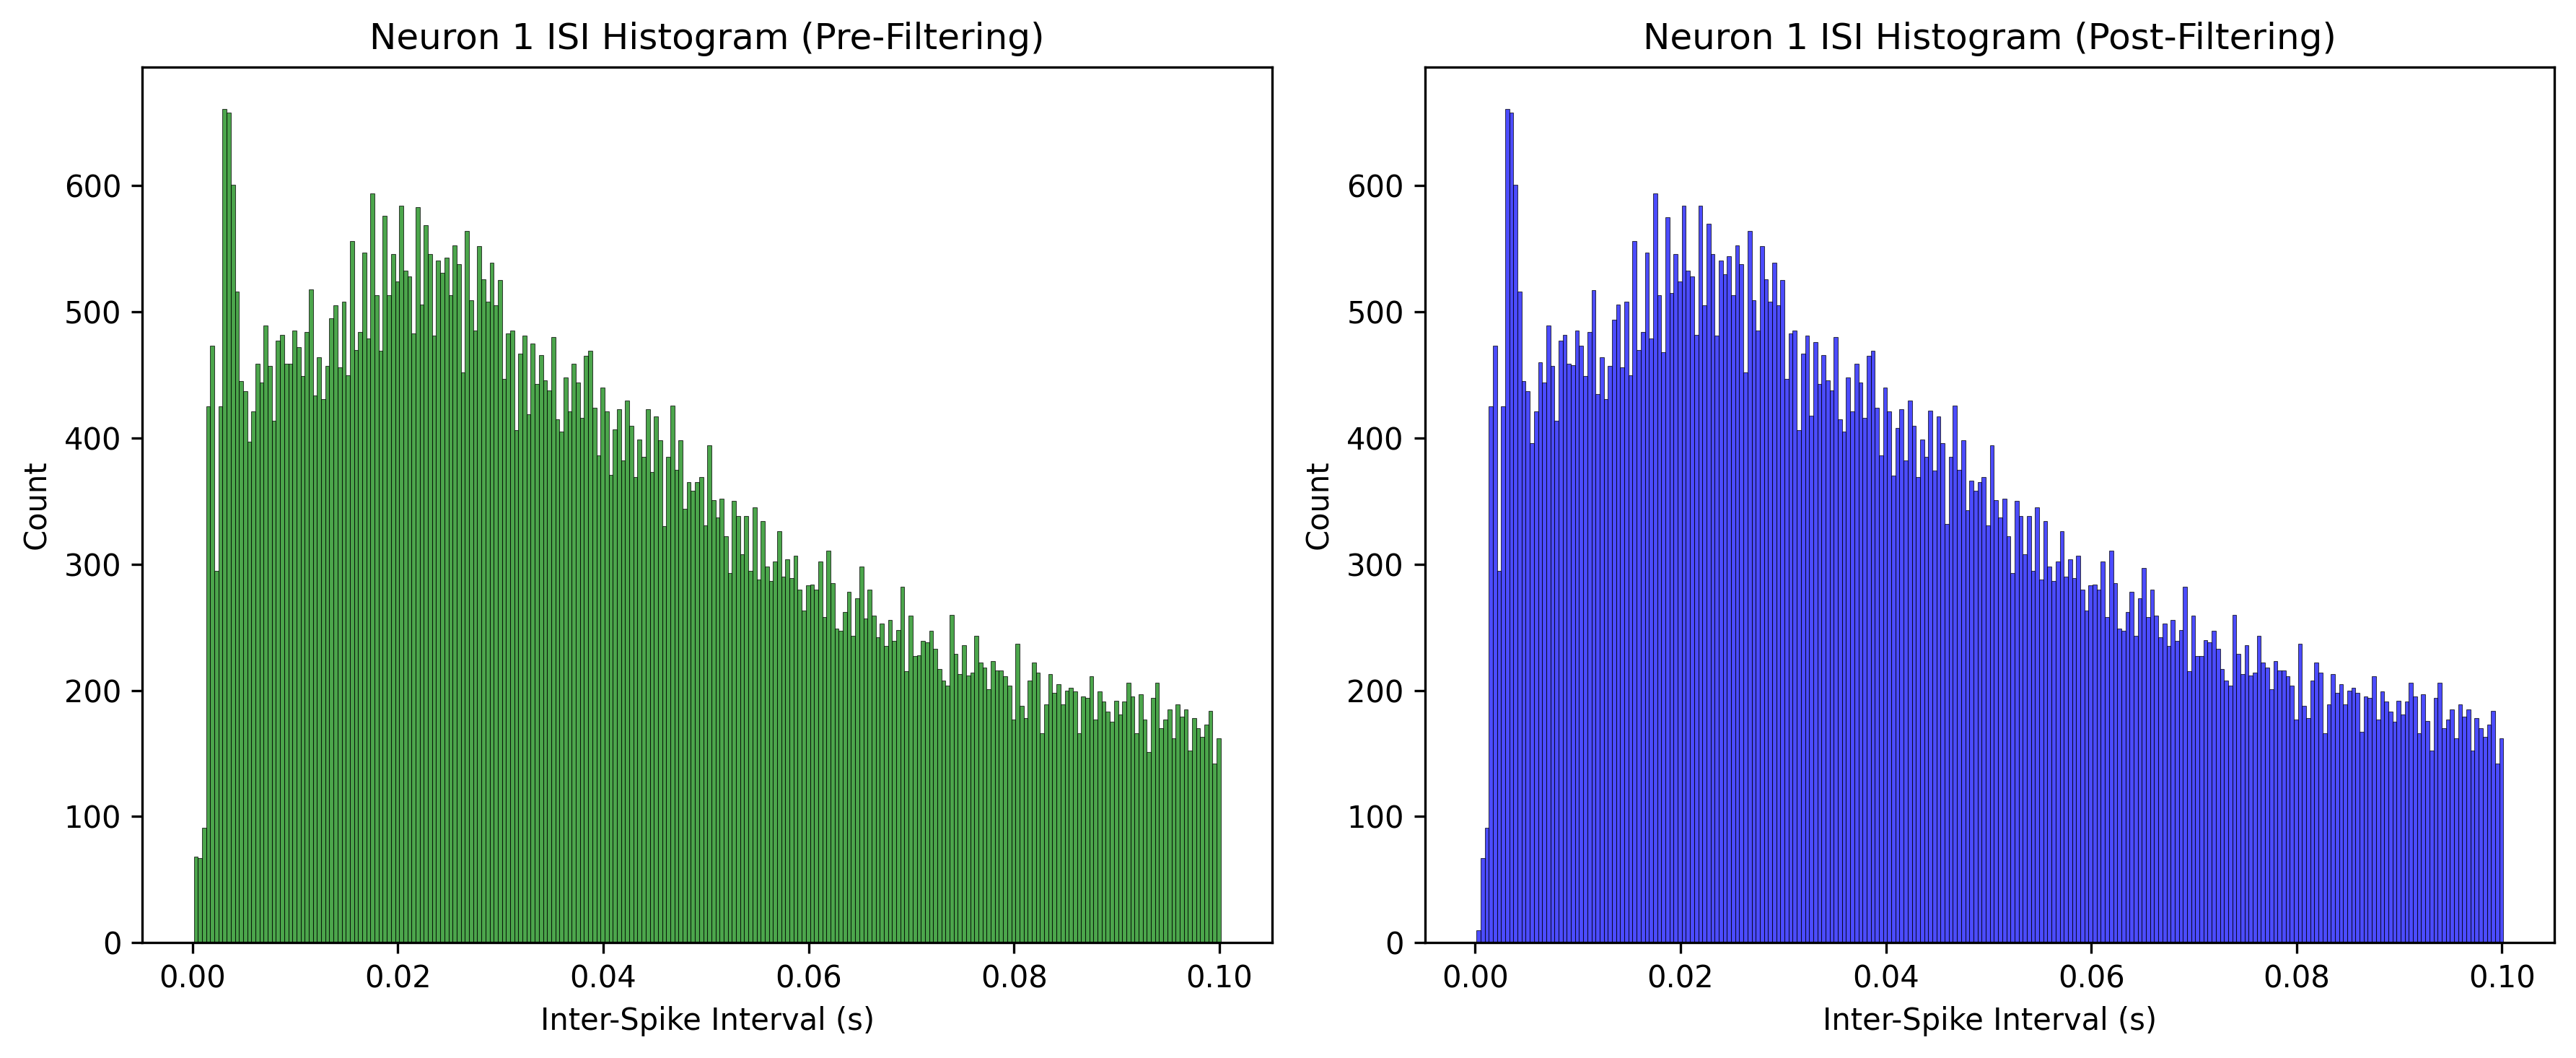 Neuron 1 ISI Histogram (Pre-Filtering)
Count
600
500
400
300
200
100
0
0.00 0.02 0.04 0.06 0.08 0.10
Inter-Spike Interval (s)
Neuron 1 ISI Histogram (Post-Filtering)
Count
600
500
400
300
200
100
0
0.00 0.02 0.04 0.06 0.08 0.10
Inter-Spike Interval (s)